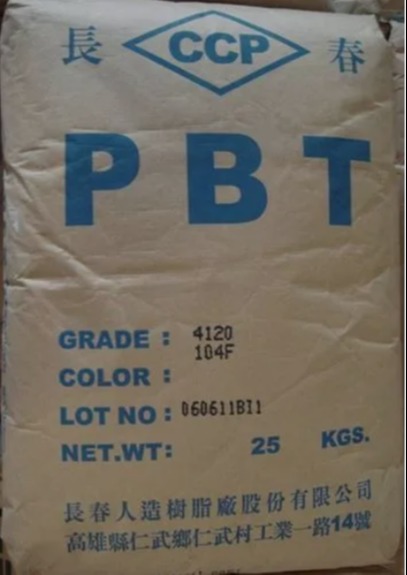 長 CCP 春
PBT
GRADE : 4120
104F
COLOR :
LOT NO : 060611BI1
NET.WT: 25 KGS.
長春人造樹脂廠股份有限公司
高雄縣仁武鄉仁武村工業一路14號